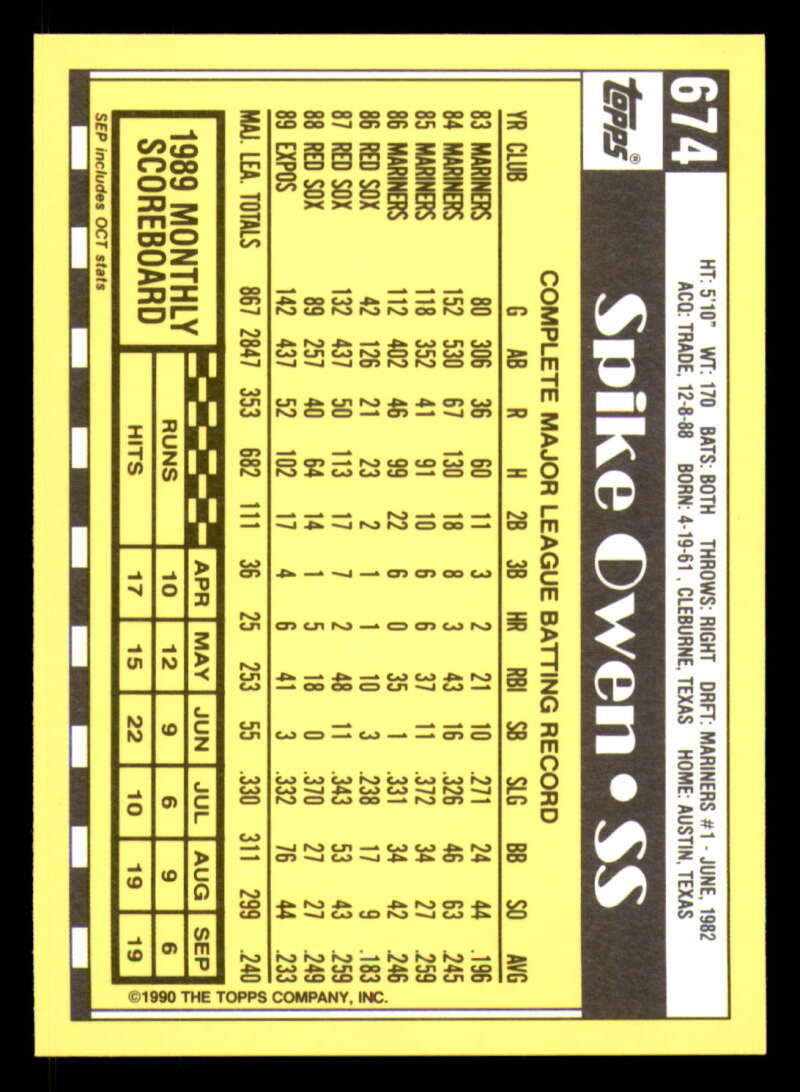 674
HT: 5'10" WT: 170 BATS: BOTH THROWS: RIGHT DRFT: MARINERS #1 - JUNE, 1982
ACQ: TRADE, 12-8-88 BORN: 4-19-61, CLEBURNE, TEXAS HOME: AUSTIN, TEXAS
TOPPS®
Spike Owen • SS
COMPLETE MAJOR LEAGUE BATTING RECORD
YR CLUB G AB R H 2B 3B HR RBI SB SLG BB SO AVG
83 MARINERS 80 306 36 60 11 3 2 21 10 .271 24 44 .196
84 MARINERS 152 530 67 130 18 8 3 43 16 .326 46 63 .245
85 MARINERS 118 352 41 91 10 6 6 37 11 .372 34 27 .259
86 MARINERS 112 402 46 99 22 6 0 35 1 .331 34 42 .246
86 RED SOX 42 126 21 23 2 1 1 10 3 .238 17 9 .183
87 RED SOX 132 437 50 113 17 7 2 48 11 .343 53 43 .259
88 RED SOX 89 257 40 64 14 1 5 18 0 .370 27 27 .249
89 EXPOS 142 437 52 102 17 4 6 41 3 .332 76 44 .233
MAJ. LEA. TOTALS 867 2847 353 682 111 36 25 253 55 .330 311 299 .240
1989 MONTHLY
SCOREBOARD
APR MAY JUN JUL AUG SEP
RUNS 10 12 9 6 9 6
HITS 17 15 22 10 19 19
SEP includes OCT stats
©1990 THE TOPPS COMPANY, INC.